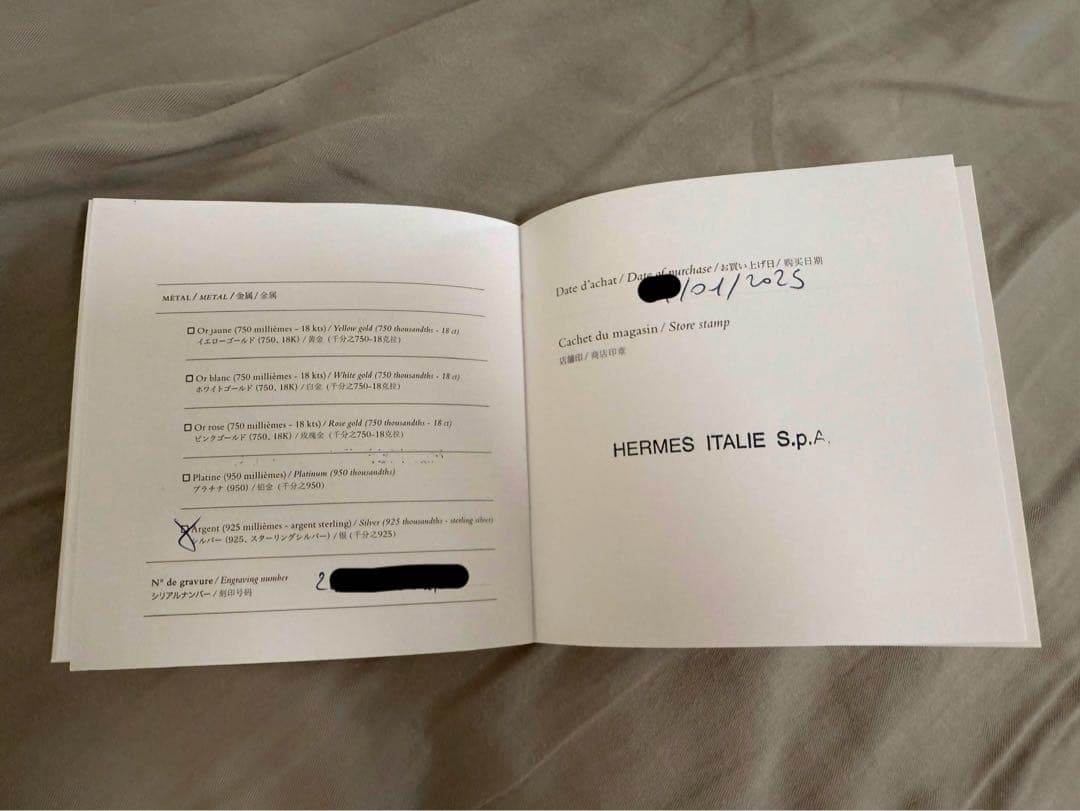 MÉTAL / METAL / 金属 / 金属
Or jaune (750 millièmes - 18 kts) / Yellow gold (750 thousandths - 18 ct)
イエローゴールド (750、18K) / 黄金 (千分之750-18克拉)
Or blanc (750 millièmes - 18 kts) / White gold (750 thousandths - 18 ct)
ホワイトゴールド (750、18K) / 白金 (千分之750-18克拉)
Or rose (750 millièmes - 18 kts) / Rose gold (750 thousandths - 18 ct)
ピンクゴールド (750、18K) / 玫瑰金 (千分之750-18克拉)
Platine (950 millièmes) / Platinum (950 thousandths)
プラチナ (950) / 铂金 (千分之950)
Argent (925 millièmes - argent sterling) / Silver (925 thousandths - sterling silver)
シルバー (925、スターリングシルバー) / 银 (千分之925)
N° de gravure / Engraving number 2
シリアルナンバー / 刻印号码
Date d'achat / Date of purchase / お買い上げ日 / 购买日期
/01/2025
Cachet du magasin / Store stamp
店舗印 / 商店印章
HERMES ITALIE S.p.A.